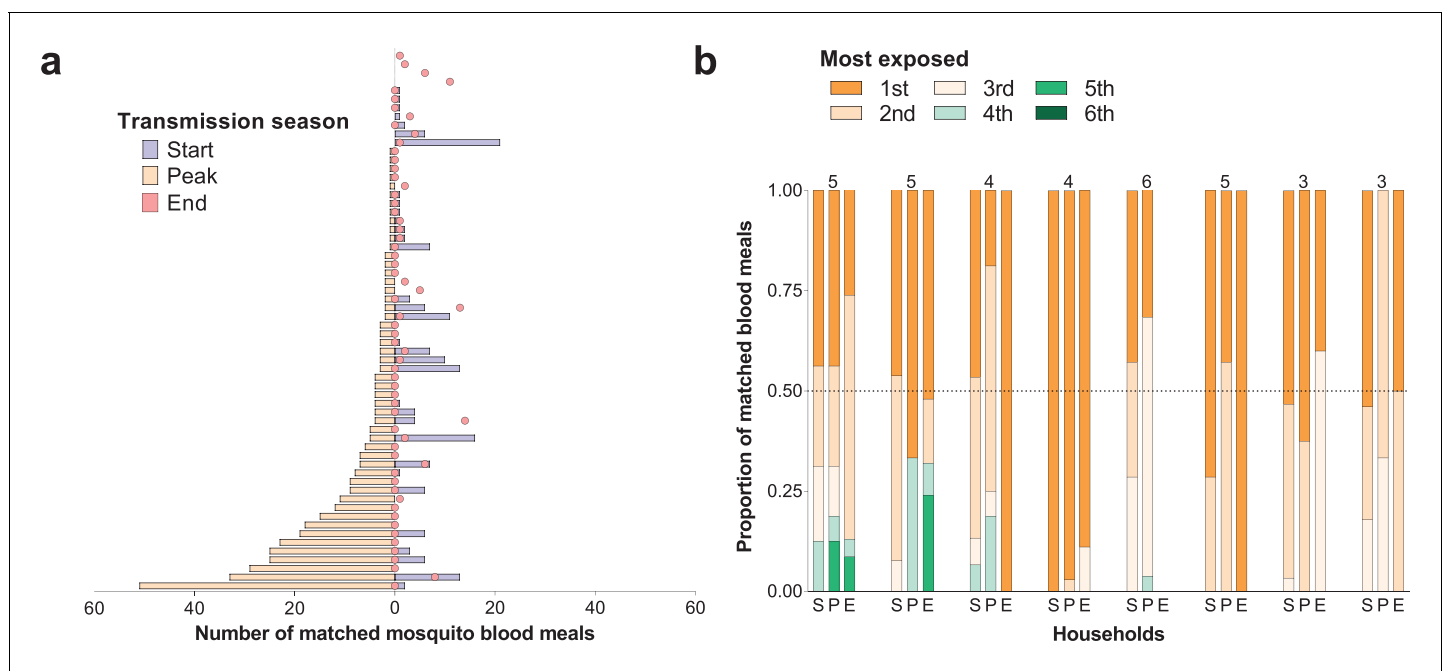 a
Transmission season
Start
Peak
End
60 40 20 0 20 40 60
Number of matched mosquito blood meals
b
Most exposed
1st 3rd 5th
2nd 4th 6th
5 5 4 4 6 5 3 3
1.00
0.75
0.50
0.25
0.00
Proportion of matched blood meals
S P E S P E S P E S P E S P E S P E S P E S P E
Households